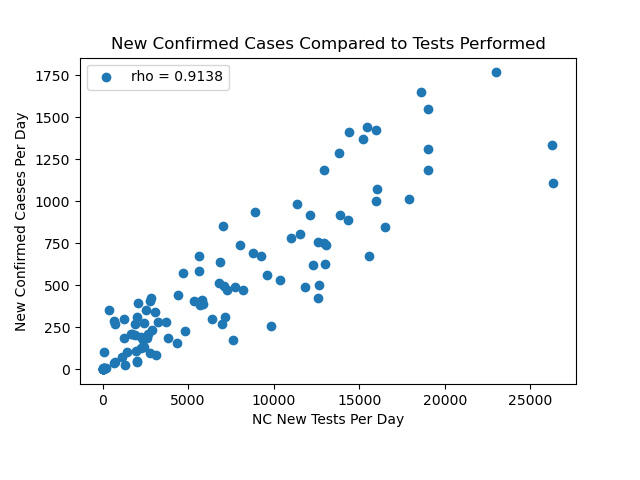 New Confirmed Cases Compared to Tests Performed
rho = 0.9138
1750
1500
1250
1000
750
500
250
0
New Confirmed Caeses Per Day
0 5000 10000 15000 20000 25000
NC New Tests Per Day